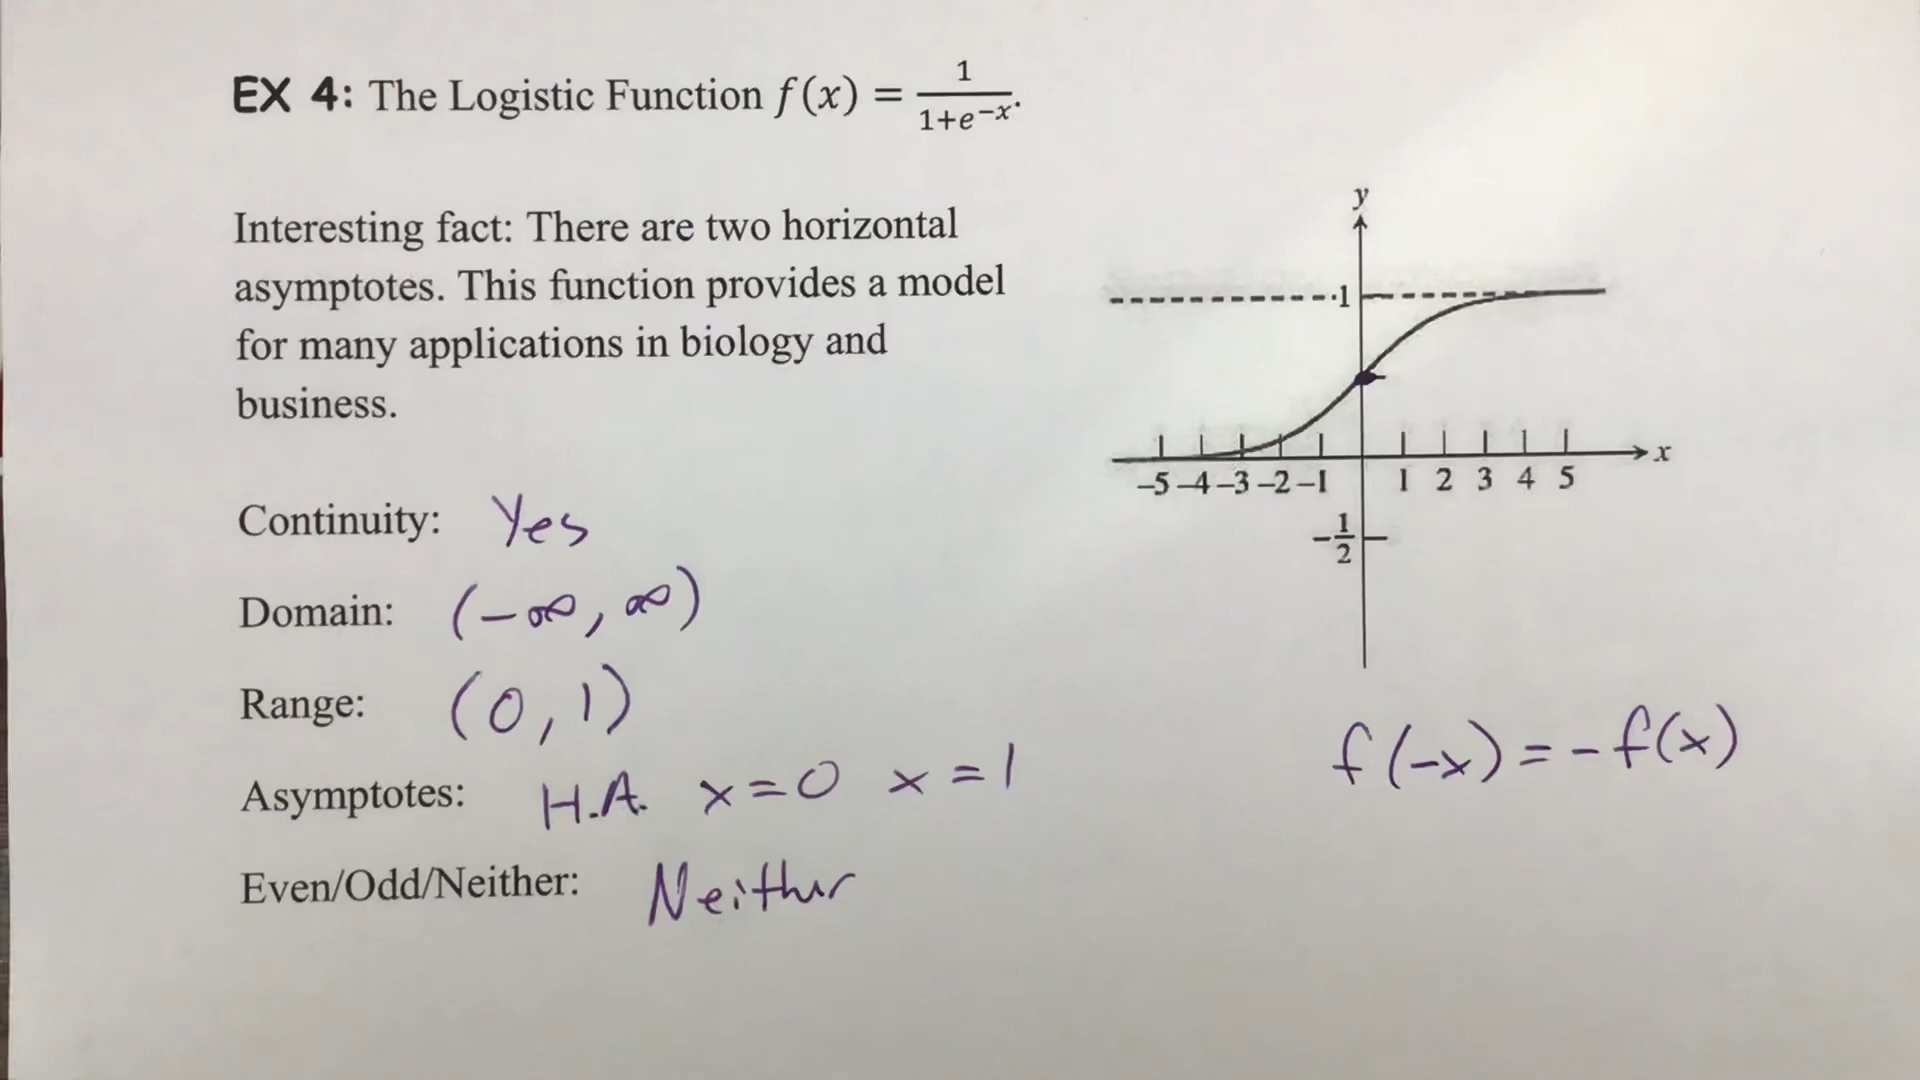 EX 4: The Logistic Function f(x) = 1/(1+e^{-x}).
Interesting fact: There are two horizontal
asymptotes. This function provides a model
for many applications in biology and
business.
Continuity: Yes
Domain: (-∞, ∞)
Range: (0, 1)
Asymptotes: H.A. x=0 x=1
Even/Odd/Neither: Neither
y
1
x
-5 -4 -3 -2 -1 1 2 3 4 5
-1/2
f(-x) = -f(x)